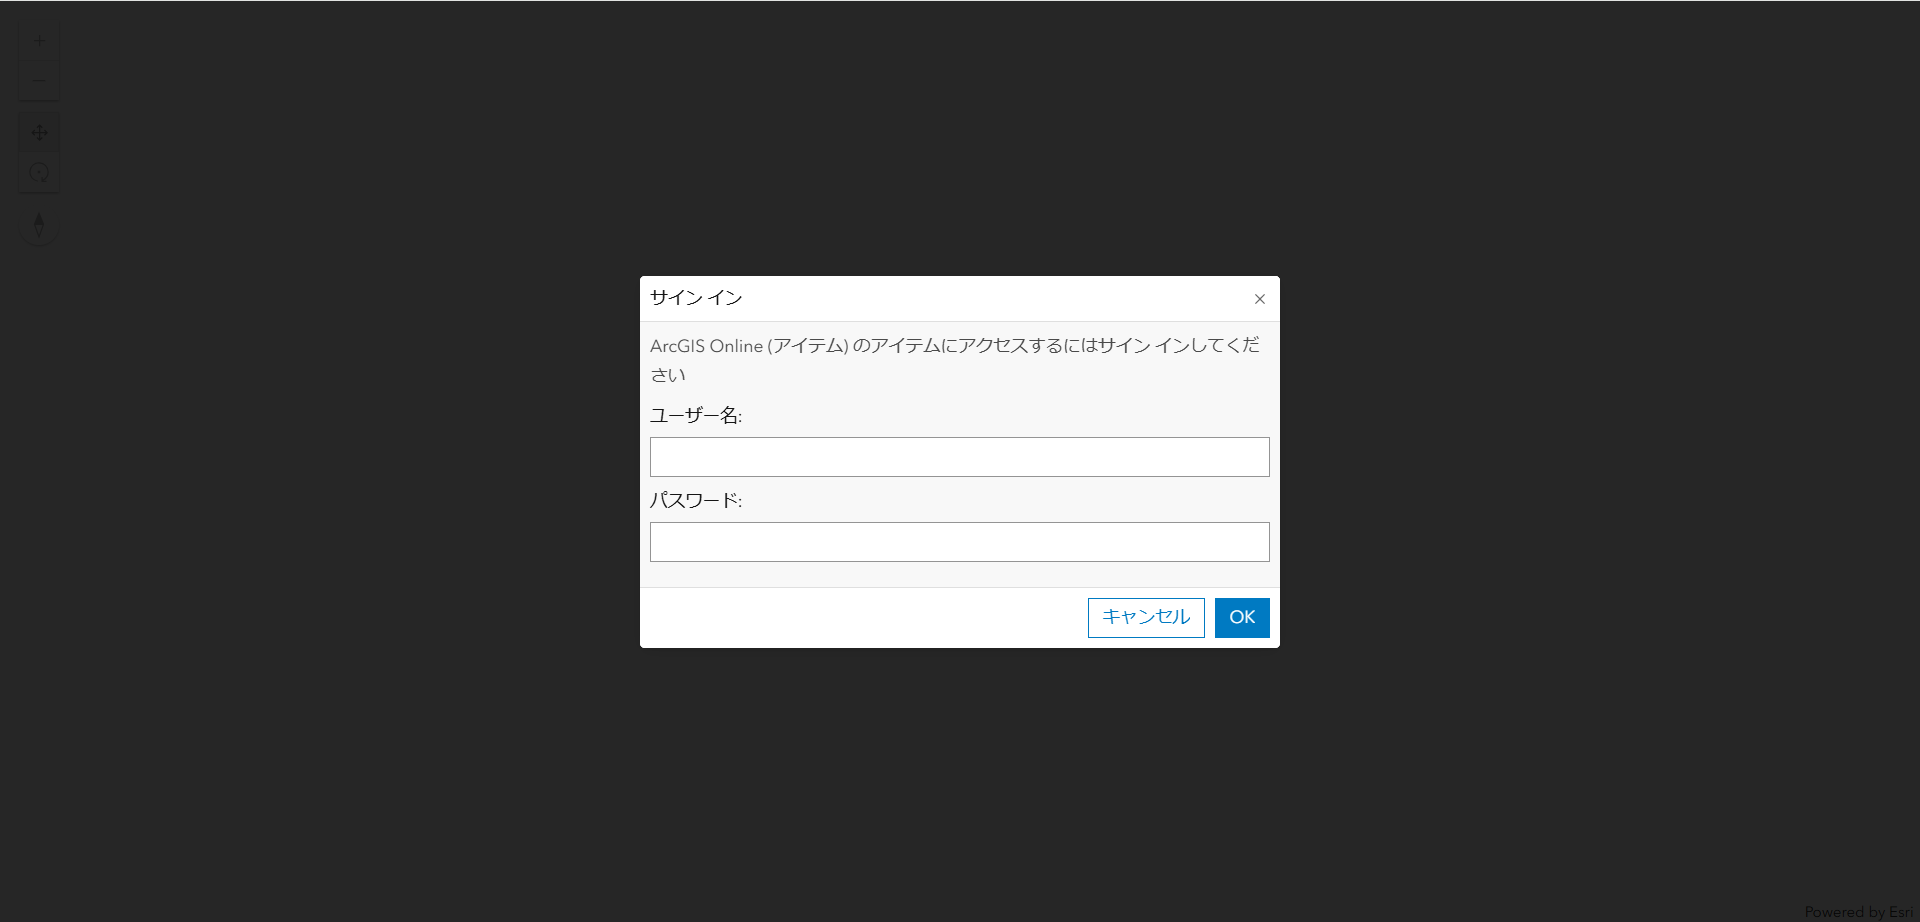 サイン イン
ArcGIS Online (アイテム) のアイテムにアクセスするにはサイン インしてくだ
さい
ユーザー名:
パスワード:
キャンセル OK
Powered by Esri